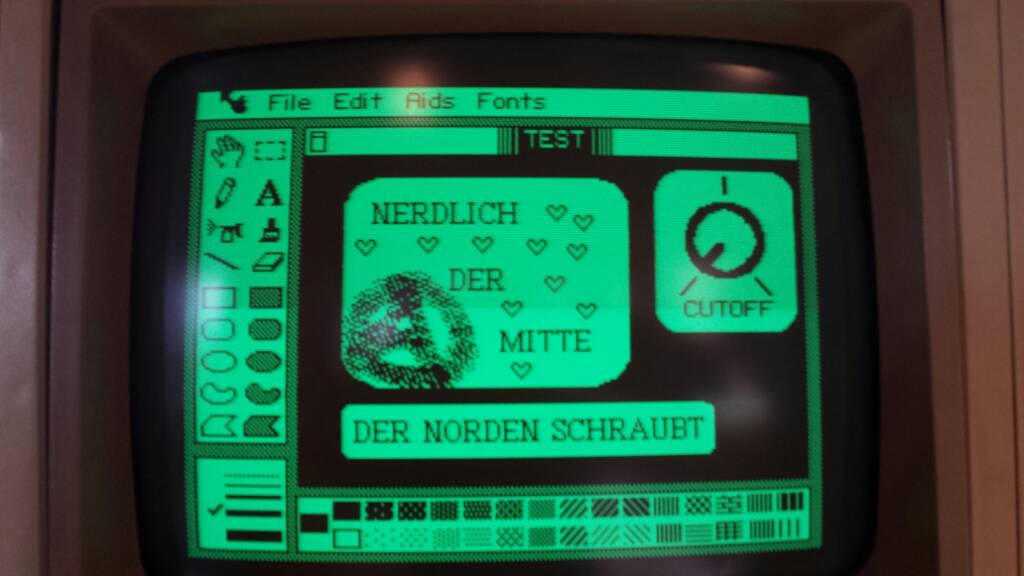 File Edit Aids Fonts
TEST
A
NERDLICH
DER
MITTE
CUTOFF
DER NORDEN SCHRAUBT